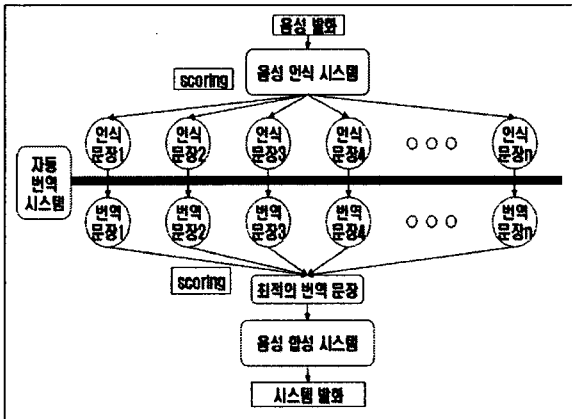 음성 발화
scoring
음성 인식 시스템
인식
문장1
인식
문장2
인식
문장3
인식
문장4
○ ○ ○
인식
문장n
자동
번역
시스템
번역
문장1
번역
문장2
번역
문장3
번역
문장4
○ ○ ○
번역
문장n
scoring
최적의 번역 문장
음성 합성 시스템
시스템 발화